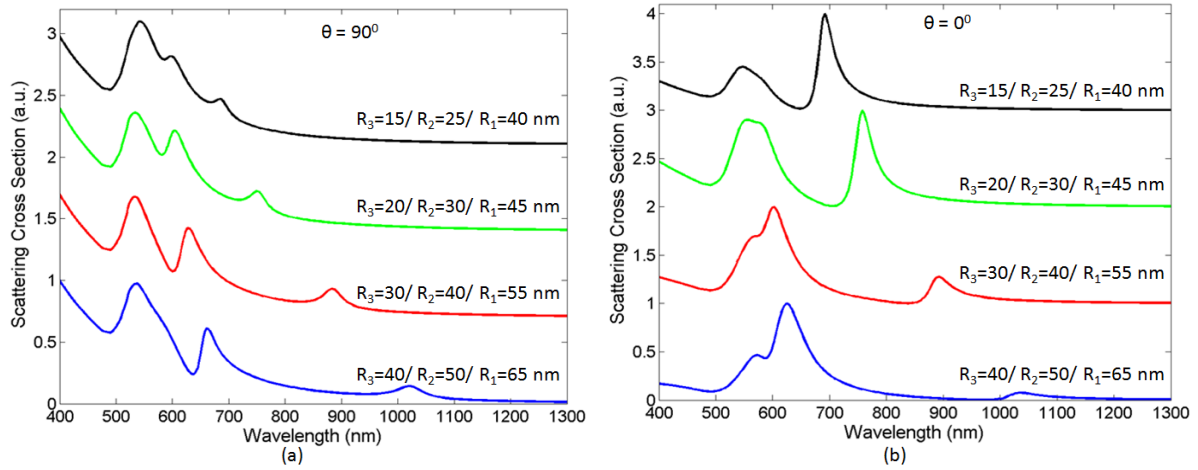 θ = 90⁰
Scattering Cross Section (a.u.)
3
2.5
2
1.5
1
0.5
0
R₃=15/ R₂=25/ R₁=40 nm
R₃=20/ R₂=30/ R₁=45 nm
R₃=30/ R₂=40/ R₁=55 nm
R₃=40/ R₂=50/ R₁=65 nm
400 500 600 700 800 900 1000 1100 1200 1300
Wavelength (nm)
(a)
θ = 0⁰
Scattering Cross Section (a.u.)
4
3.5
3
2.5
2
1.5
1
0.5
0
R₃=15/ R₂=25/ R₁=40 nm
R₃=20/ R₂=30/ R₁=45 nm
R₃=30/ R₂=40/ R₁=55 nm
R₃=40/ R₂=50/ R₁=65 nm
400 500 600 700 800 900 1000 1100 1200 1300
Wavelength (nm)
(b)